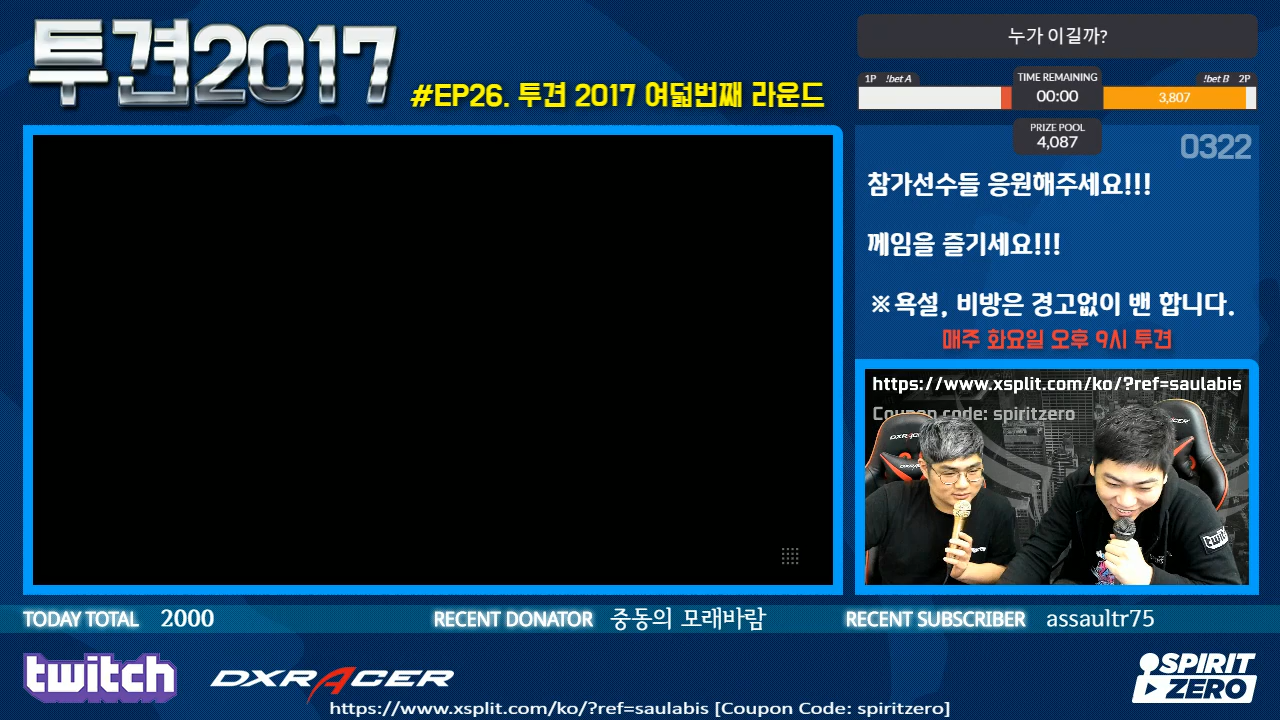 투견2017
#EP26. 투견 2017 여덟번째 라운드
누가 이길까?
1P !bet A
TIME REMAINING
!bet B 2P
00:00
3,807
PRIZE POOL
4,087
0322
참가선수들 응원해주세요!!!
께임을 즐기세요!!!
※욕설, 비방은 경고없이 밴 합니다.
매주 화요일 오후 9시 투견
https://www.xsplit.com/ko/?ref=saulabis
Coupon code: spiritzero
TODAY TOTAL 2000
RECENT DONATOR 중동의 모래바람
RECENT SUBSCRIBER assaultr75
twitch
DXRACER
SPIRIT ZERO
https://www.xsplit.com/ko/?ref=saulabis [Coupon Code: spiritzero]